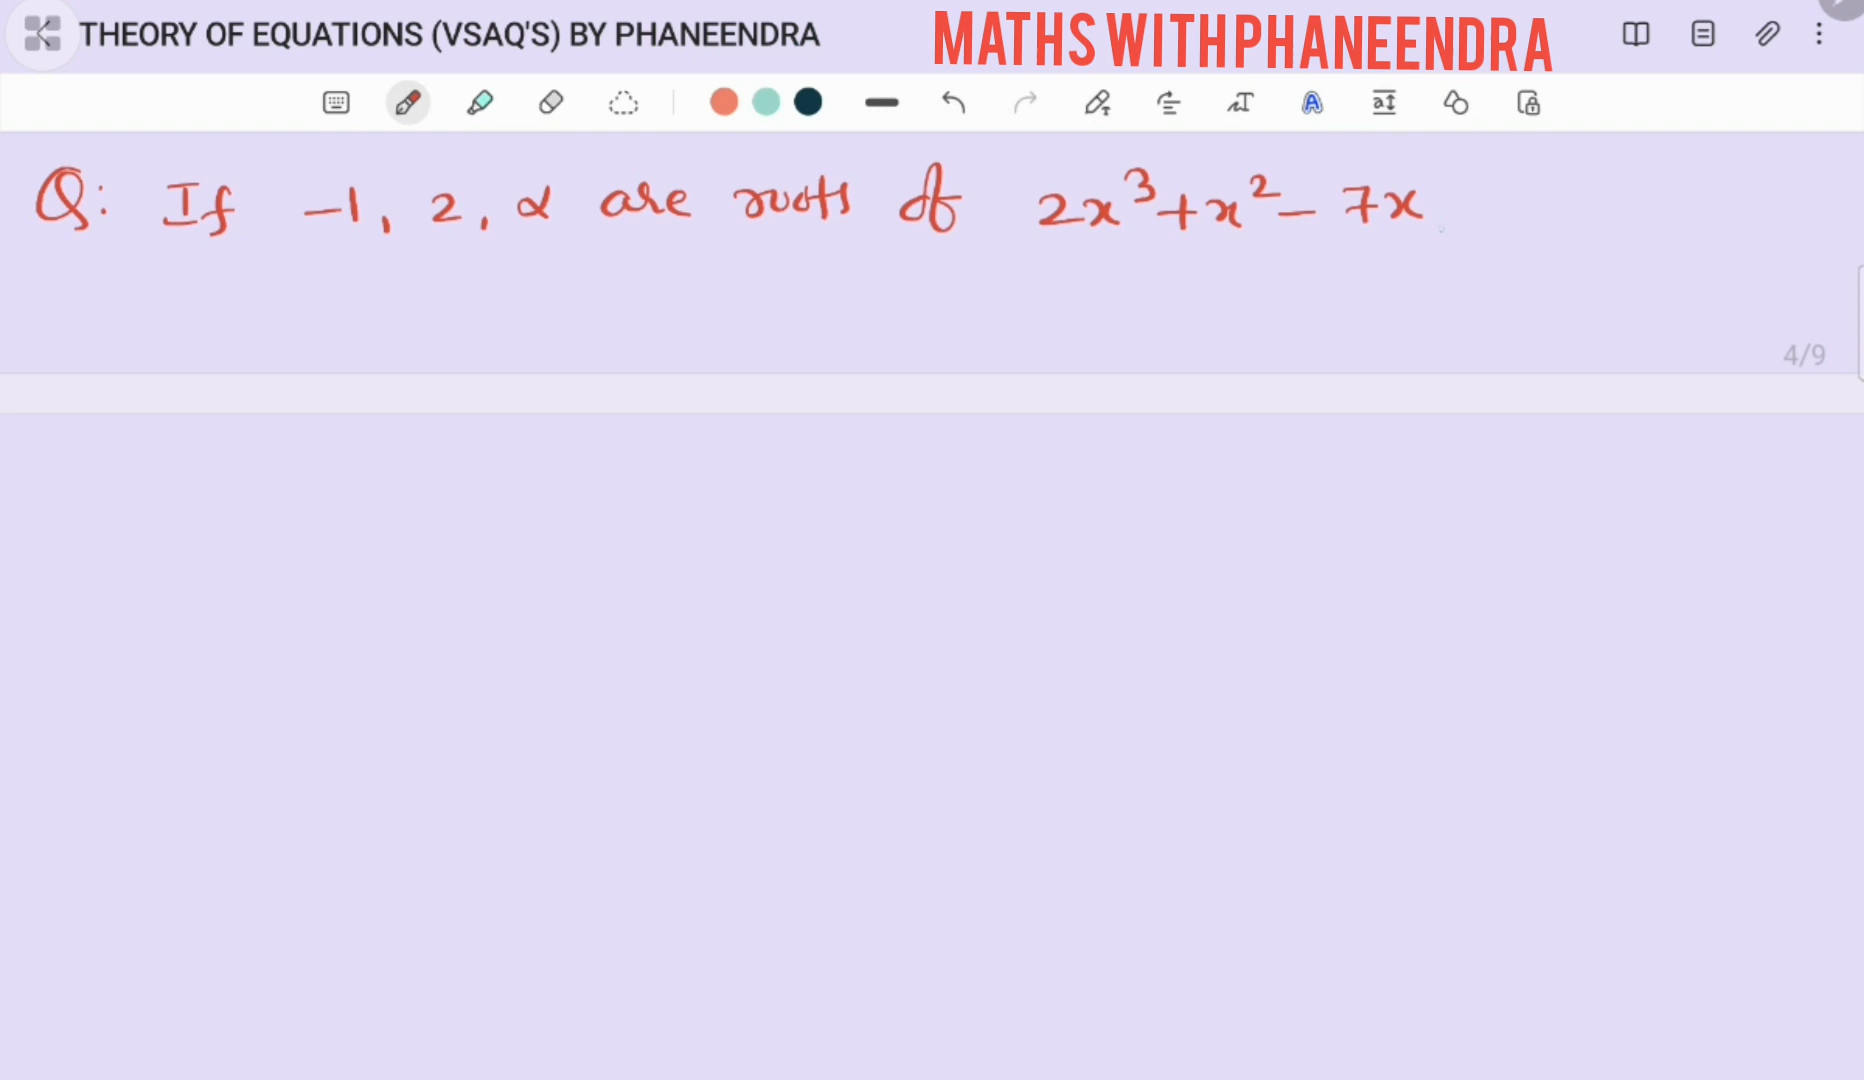 THEORY OF EQUATIONS (VSAQ'S) BY PHANEENDRA
MATHS WITH PHANEENDRA
Q: If -1, 2, α are roots of 2x³+x²-7x
4/9